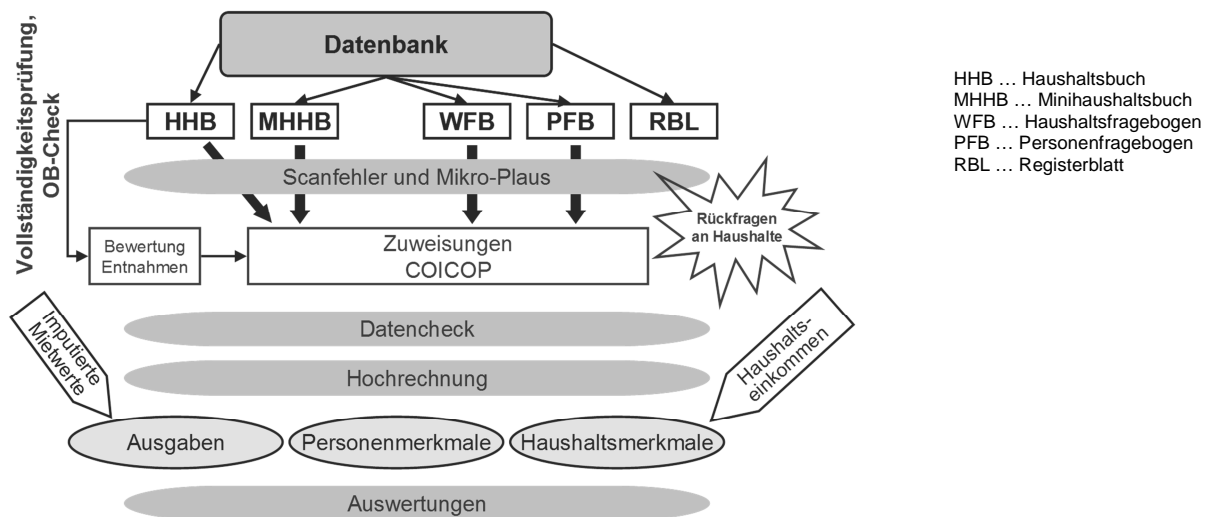 Vollständigkeitsprüfung,
OB-Check
Datenbank
HHB
MHHB
WFB
PFB
RBL
Scanfehler und Mikro-Plaus
Bewertung
Entnahmen
Zuweisungen
COICOP
Rückfragen
an Haushalte
Datencheck
Imputierte
Mietwerte
Haushalts-
einkommen
Hochrechnung
Ausgaben
Personenmerkmale
Haushaltsmerkmale
Auswertungen
HHB … Haushaltsbuch
MHHB … Minihaushaltsbuch
WFB … Haushaltsfragebogen
PFB … Personenfragebogen
RBL … Registerblatt